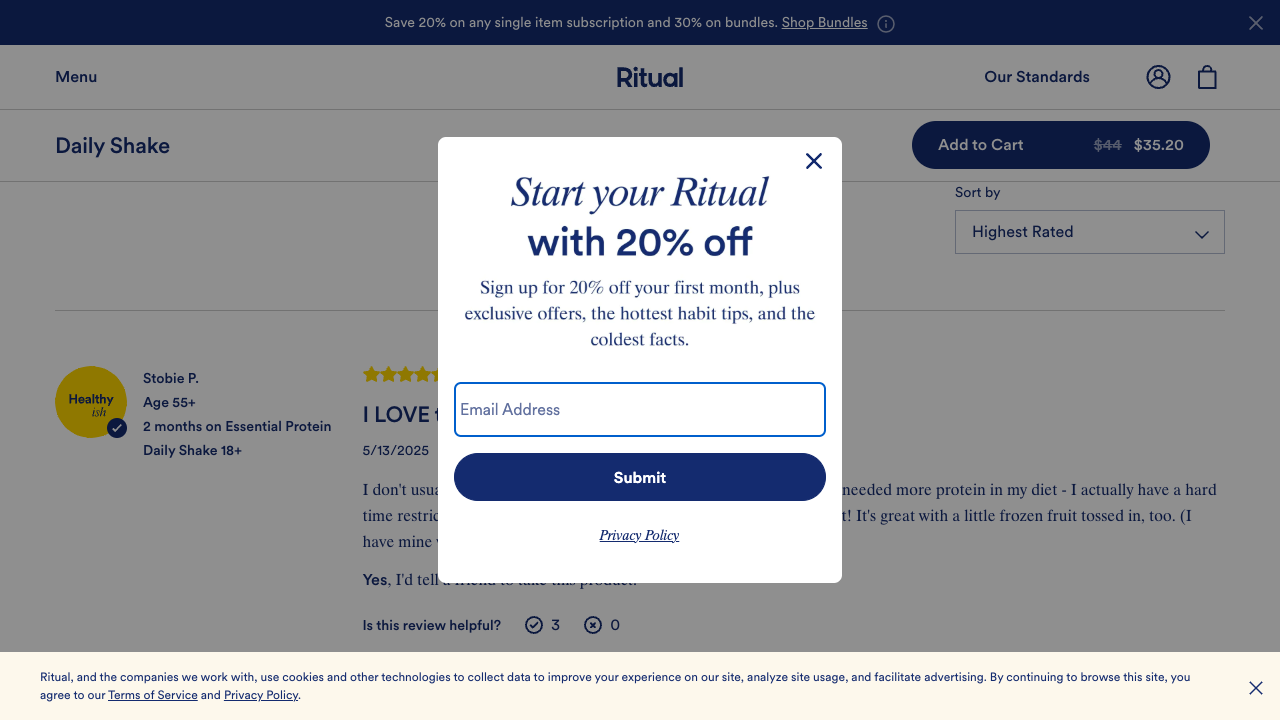 Save 20% on any single item subscription and 30% on bundles. Shop Bundles
Menu
Ritual
Our Standards
Daily Shake
Add to Cart $44 $35.20
Sort by
Highest Rated
Start your Ritual
with 20% off
Sign up for 20% off your first month, plus
exclusive offers, the hottest habit tips, and the
coldest facts.
Email Address
Submit
Privacy Policy
Healthy
ish
Stobie P.
Age 55+
2 months on Essential Protein
Daily Shake 18+
I LOVE
5/13/2025
I don't needed more protein in my diet - I actually have a hard
time It's great with a little frozen fruit tossed in, too. (I
have mine
Yes, I'd tell a friend to take this product.
Is this review helpful? 3 0
Ritual, and the companies we work with, use cookies and other technologies to collect data to improve your experience on our site, analyze site usage, and facilitate advertising. By continuing to browse this site, you
agree to our Terms of Service and Privacy Policy.